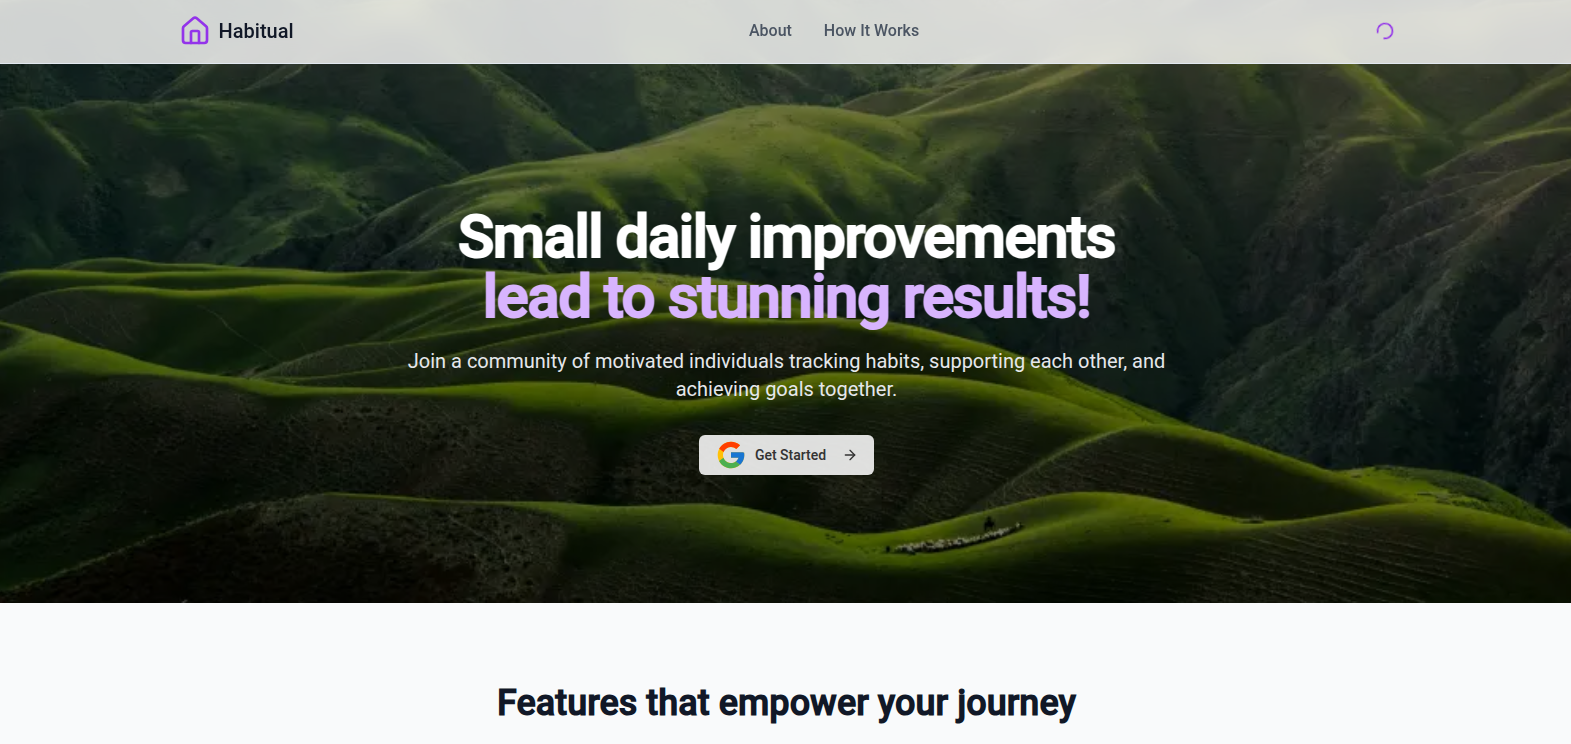 Habitual
About
How It Works
Small daily improvements
lead to stunning results!
Join a community of motivated individuals tracking habits, supporting each other, and
achieving goals together.
Get Started
Features that empower your journey